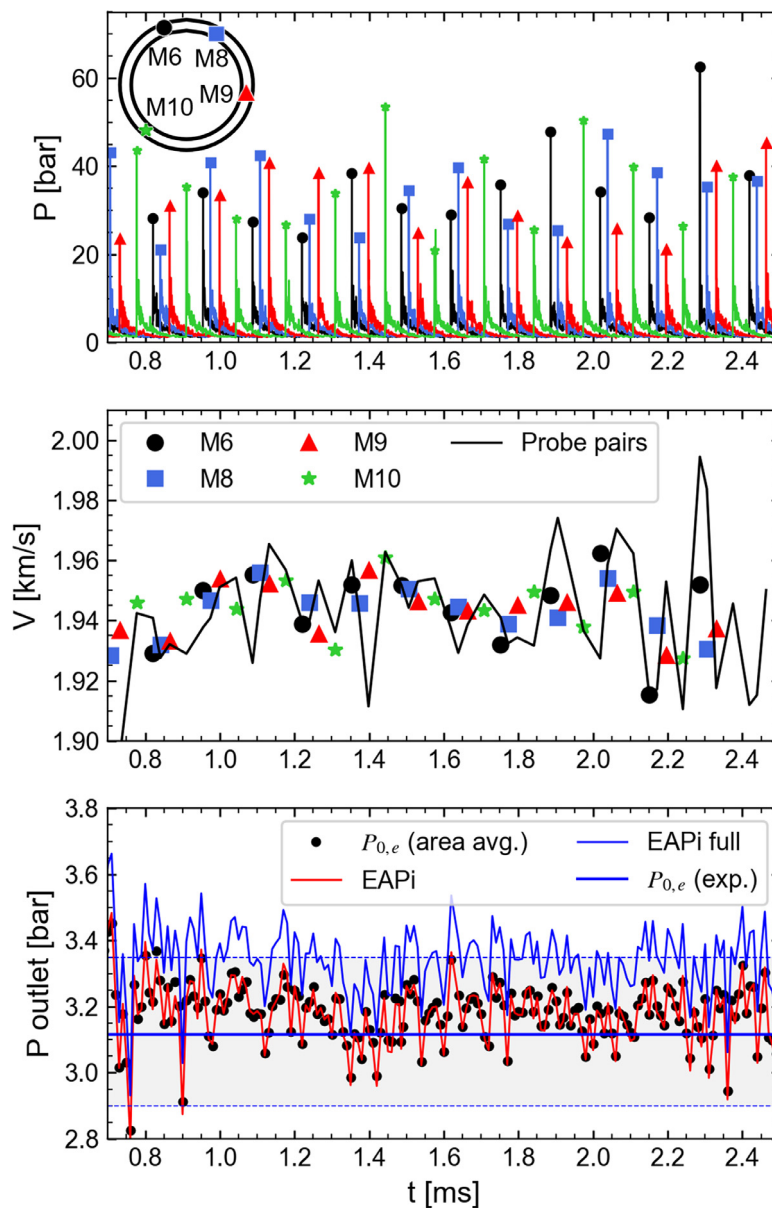 M6
M8
M9
M10
P [bar]
60
40
20
0
0.8 1.0 1.2 1.4 1.6 1.8 2.0 2.2 2.4
M6 M9 Probe pairs
M8 M10
V [km/s]
2.00
1.98
1.96
1.94
1.92
1.90
0.8 1.0 1.2 1.4 1.6 1.8 2.0 2.2 2.4
P0,e (area avg.) EAPi full
EAPi P0,e (exp.)
P outlet [bar]
3.8
3.6
3.4
3.2
3.0
2.8
0.8 1.0 1.2 1.4 1.6 1.8 2.0 2.2 2.4
t [ms]